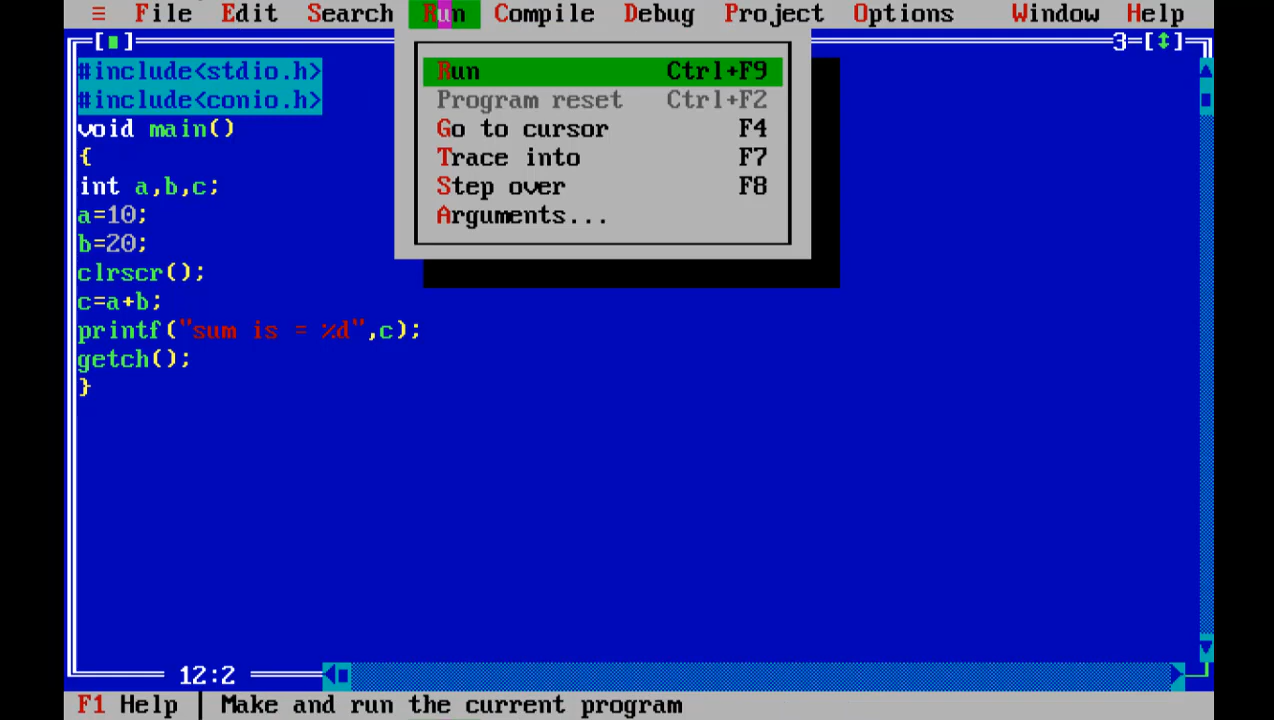 ≡ File Edit Search Run Compile Debug Project Options Window Help
[■] 3=[↕]
#include<stdio.h>
#include<conio.h>
void main()
{
int a,b,c;
a=10;
b=20;
clrscr();
c=a+b;
printf("sum is = %d",c);
getch();
}
Run Ctrl+F9
Program reset Ctrl+F2
Go to cursor F4
Trace into F7
Step over F8
Arguments...
12:2
F1 Help | Make and run the current program